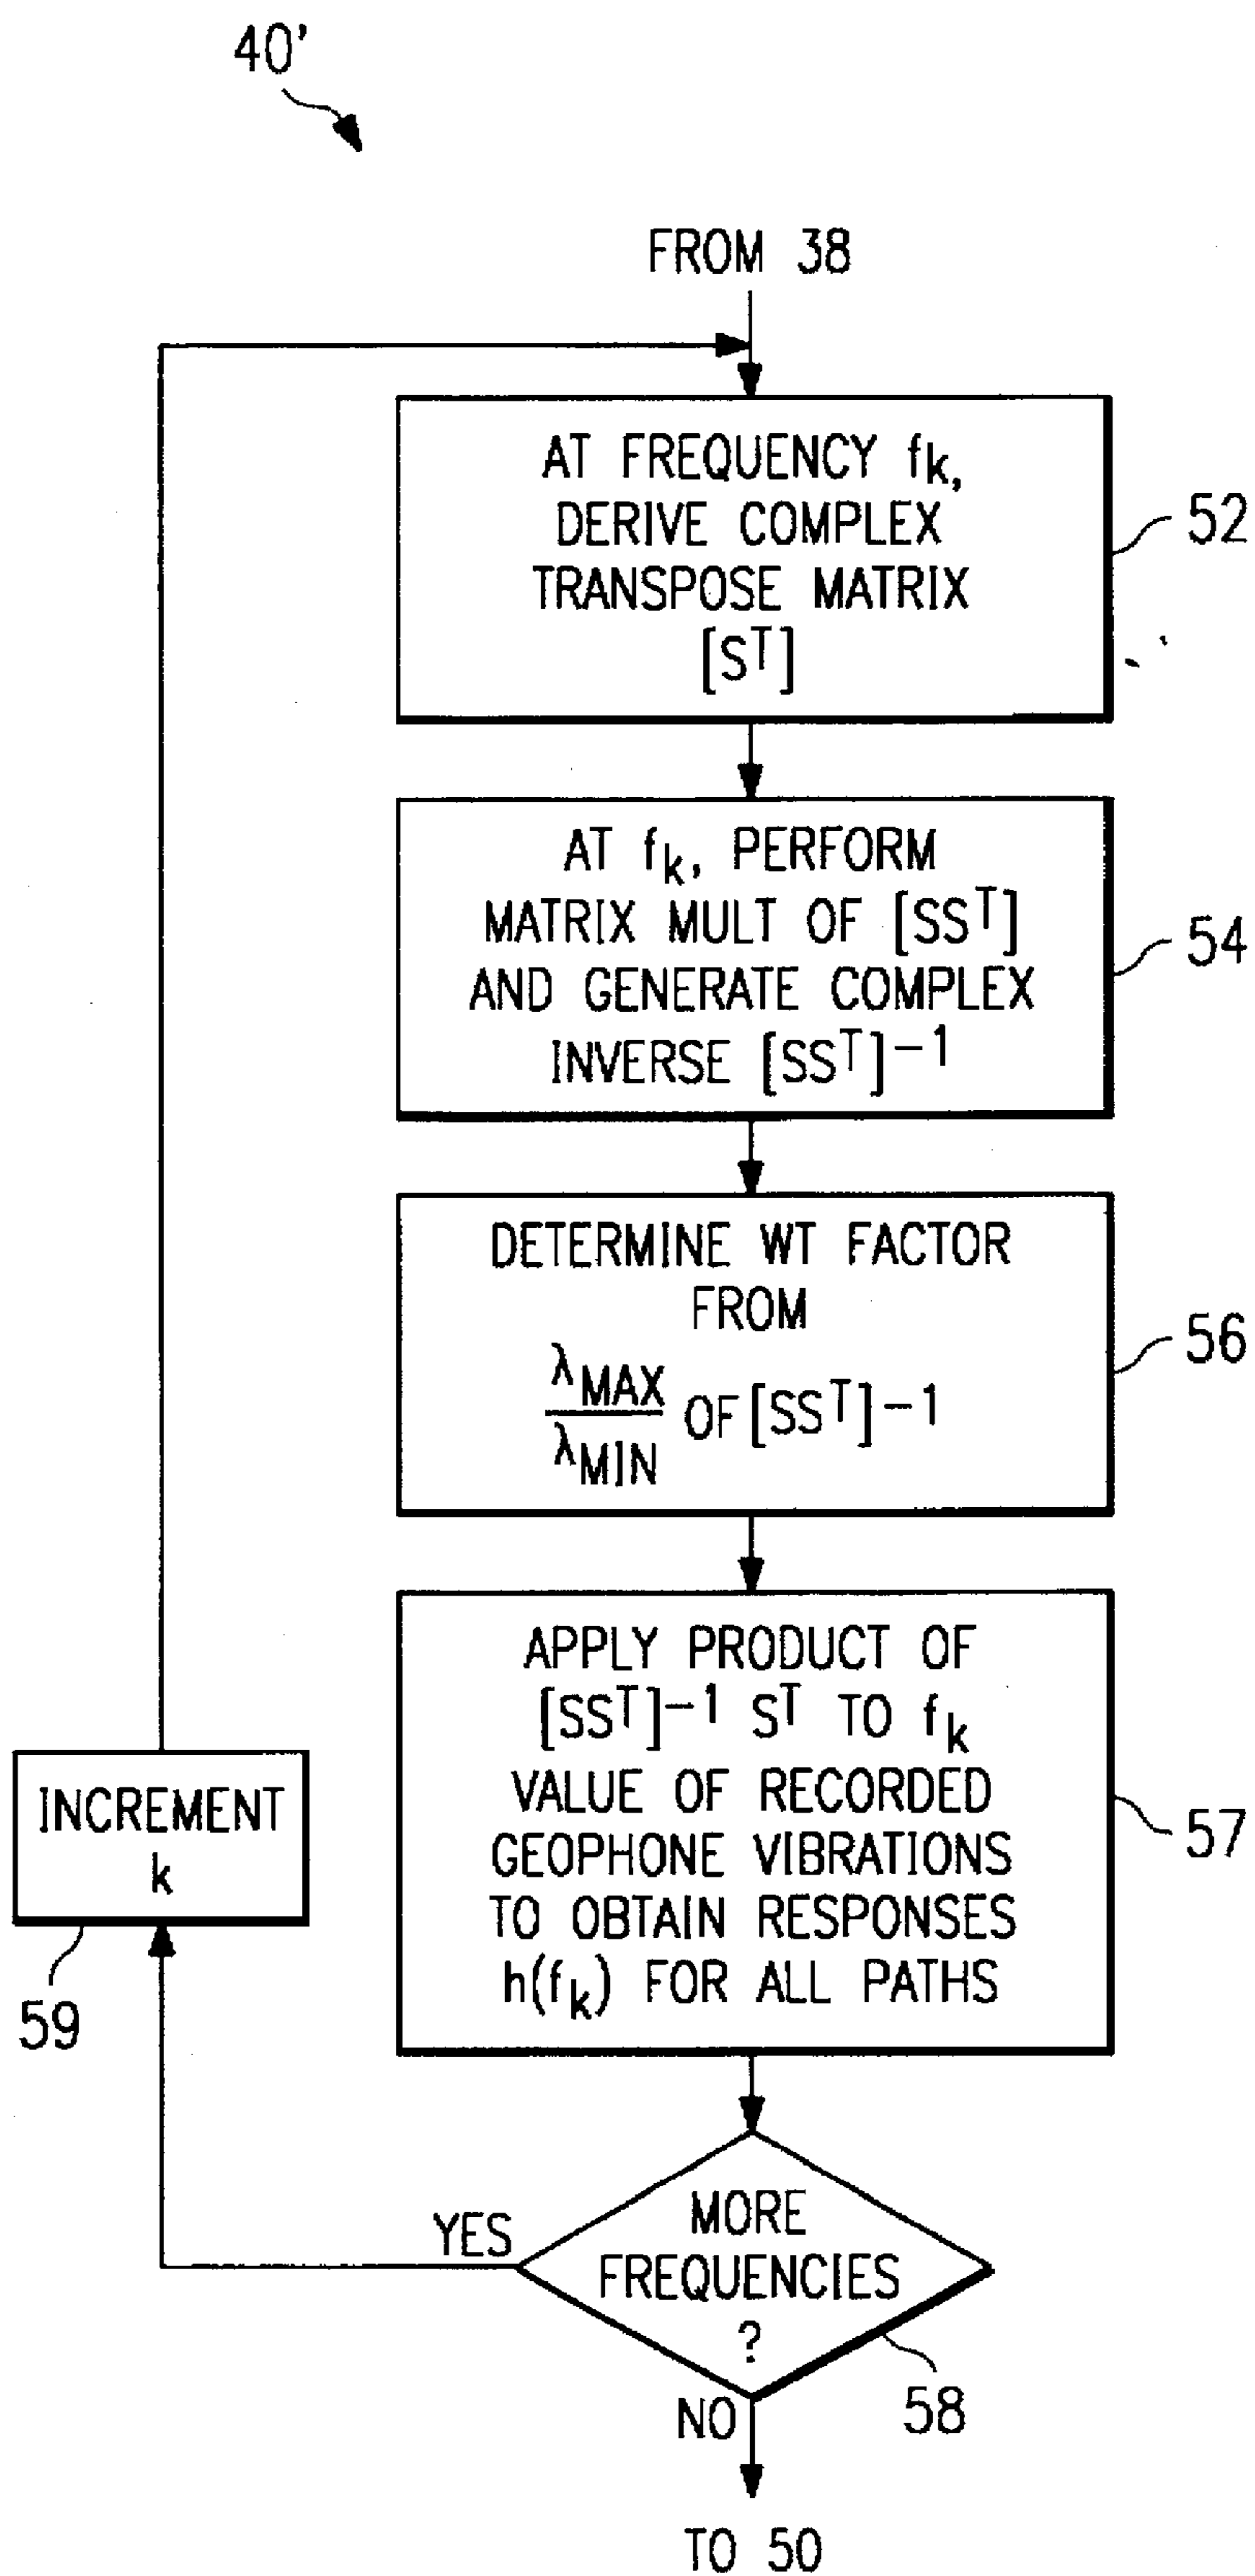 40'
FROM 38
AT FREQUENCY fk,
DERIVE COMPLEX
TRANSPOSE MATRIX
[Sᵀ]
52
AT fk, PERFORM
MATRIX MULT OF [SSᵀ]
AND GENERATE COMPLEX
INVERSE [SSᵀ]⁻¹
54
DETERMINE WT FACTOR
FROM
λMAX
λMIN
OF [SSᵀ]⁻¹
56
APPLY PRODUCT OF
[SSᵀ]⁻¹ Sᵀ TO fk
VALUE OF RECORDED
GEOPHONE VIBRATIONS
TO OBTAIN RESPONSES
h(fk) FOR ALL PATHS
57
INCREMENT
k
59
YES
MORE
FREQUENCIES
?
58
NO
TO 50